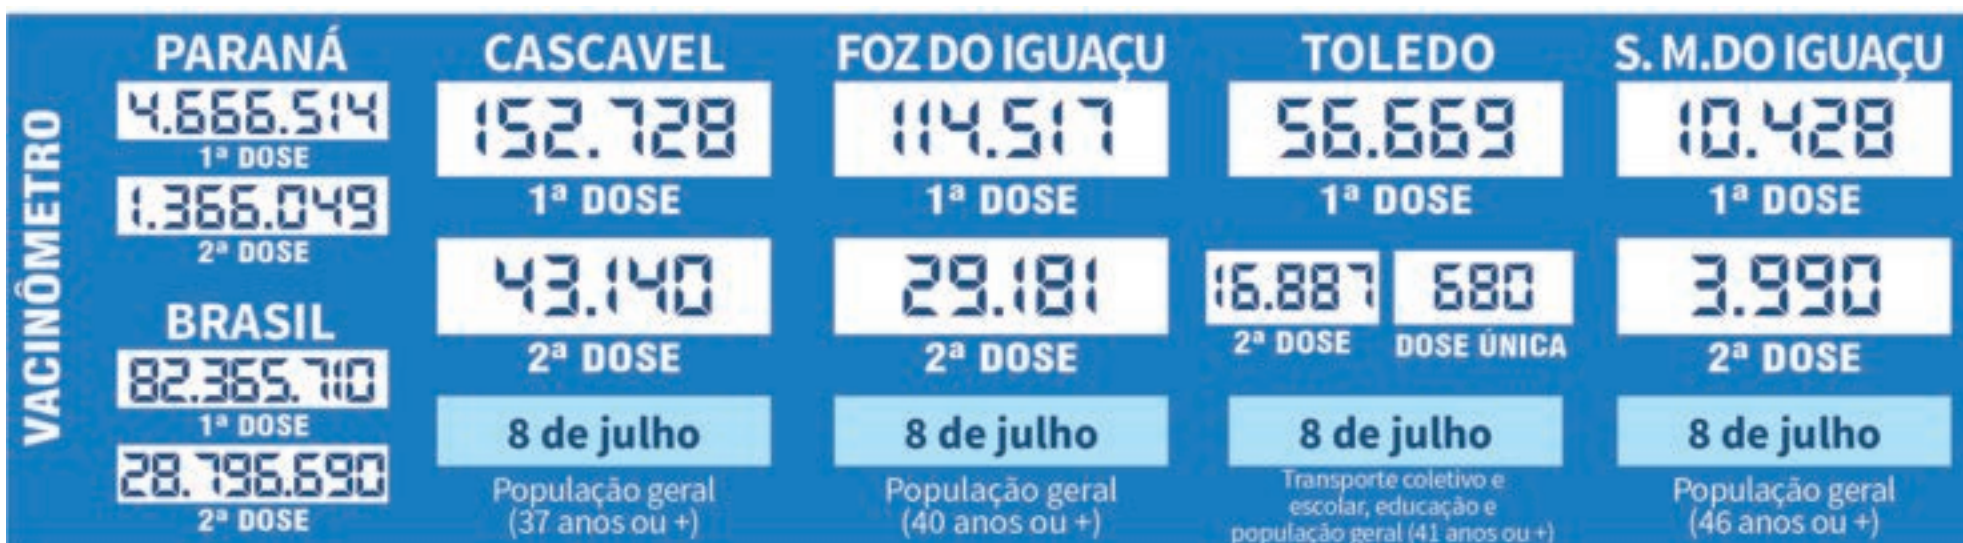 VACINÔMETRO
PARANÁ
4.666.514
1ª DOSE
1.366.049
2ª DOSE
BRASIL
82.365.710
1ª DOSE
28.796.690
2ª DOSE
CASCAVEL
152.728
1ª DOSE
43.140
2ª DOSE
8 de julho
População geral
(37 anos ou +)
FOZ DO IGUAÇU
114.517
1ª DOSE
29.181
2ª DOSE
8 de julho
População geral
(40 anos ou +)
TOLEDO
56.669
1ª DOSE
16.887
2ª DOSE
680
DOSE ÚNICA
8 de julho
Transporte coletivo e
escolar, educação e
população geral (41 anos ou +)
S. M.DO IGUAÇU
10.428
1ª DOSE
3.990
2ª DOSE
8 de julho
População geral
(46 anos ou +)